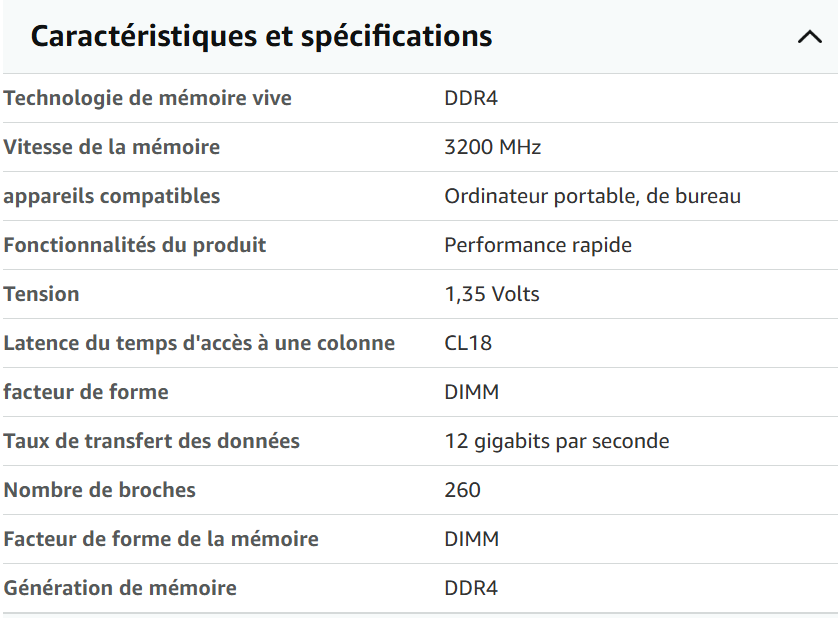 Caractéristiques et spécifications
Technologie de mémoire vive DDR4
Vitesse de la mémoire 3200 MHz
appareils compatibles Ordinateur portable, de bureau
Fonctionnalités du produit Performance rapide
Tension 1,35 Volts
Latence du temps d'accès à une colonne CL18
facteur de forme DIMM
Taux de transfert des données 12 gigabits par seconde
Nombre de broches 260
Facteur de forme de la mémoire DIMM
Génération de mémoire DDR4